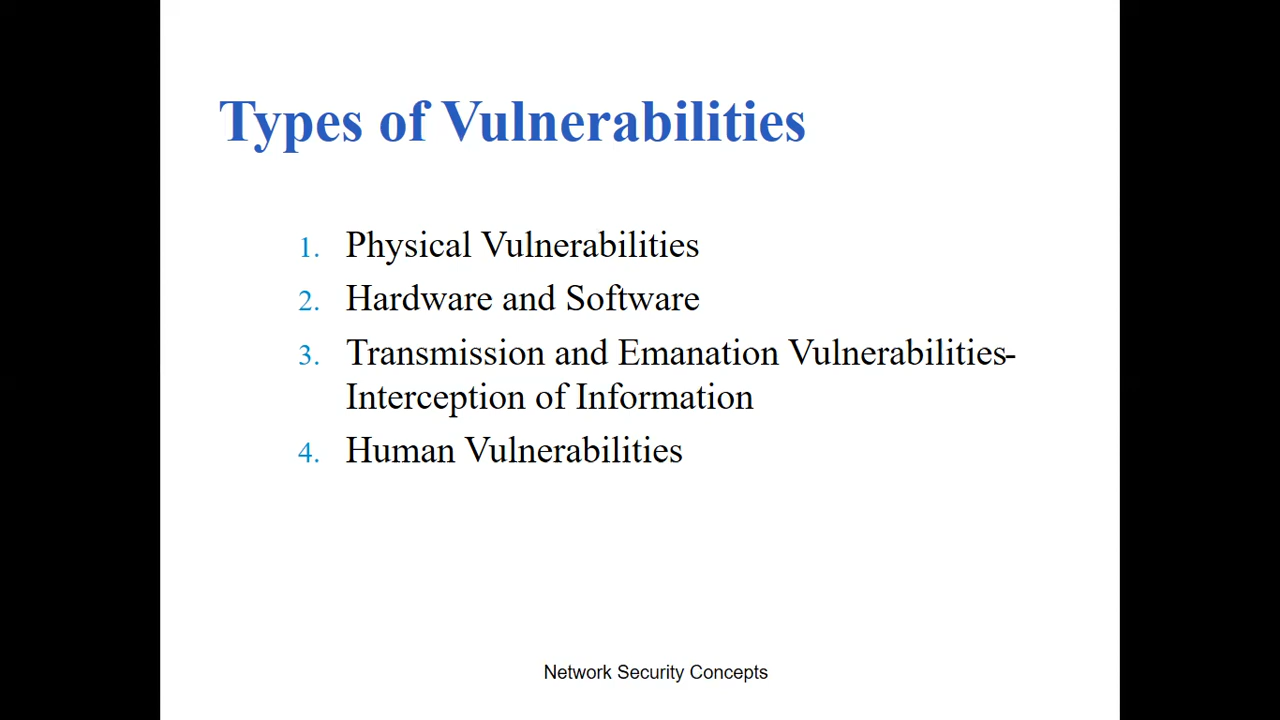 Types of Vulnerabilities
1. Physical Vulnerabilities
2. Hardware and Software
3. Transmission and Emanation Vulnerabilities-
Interception of Information
4. Human Vulnerabilities
Network Security Concepts